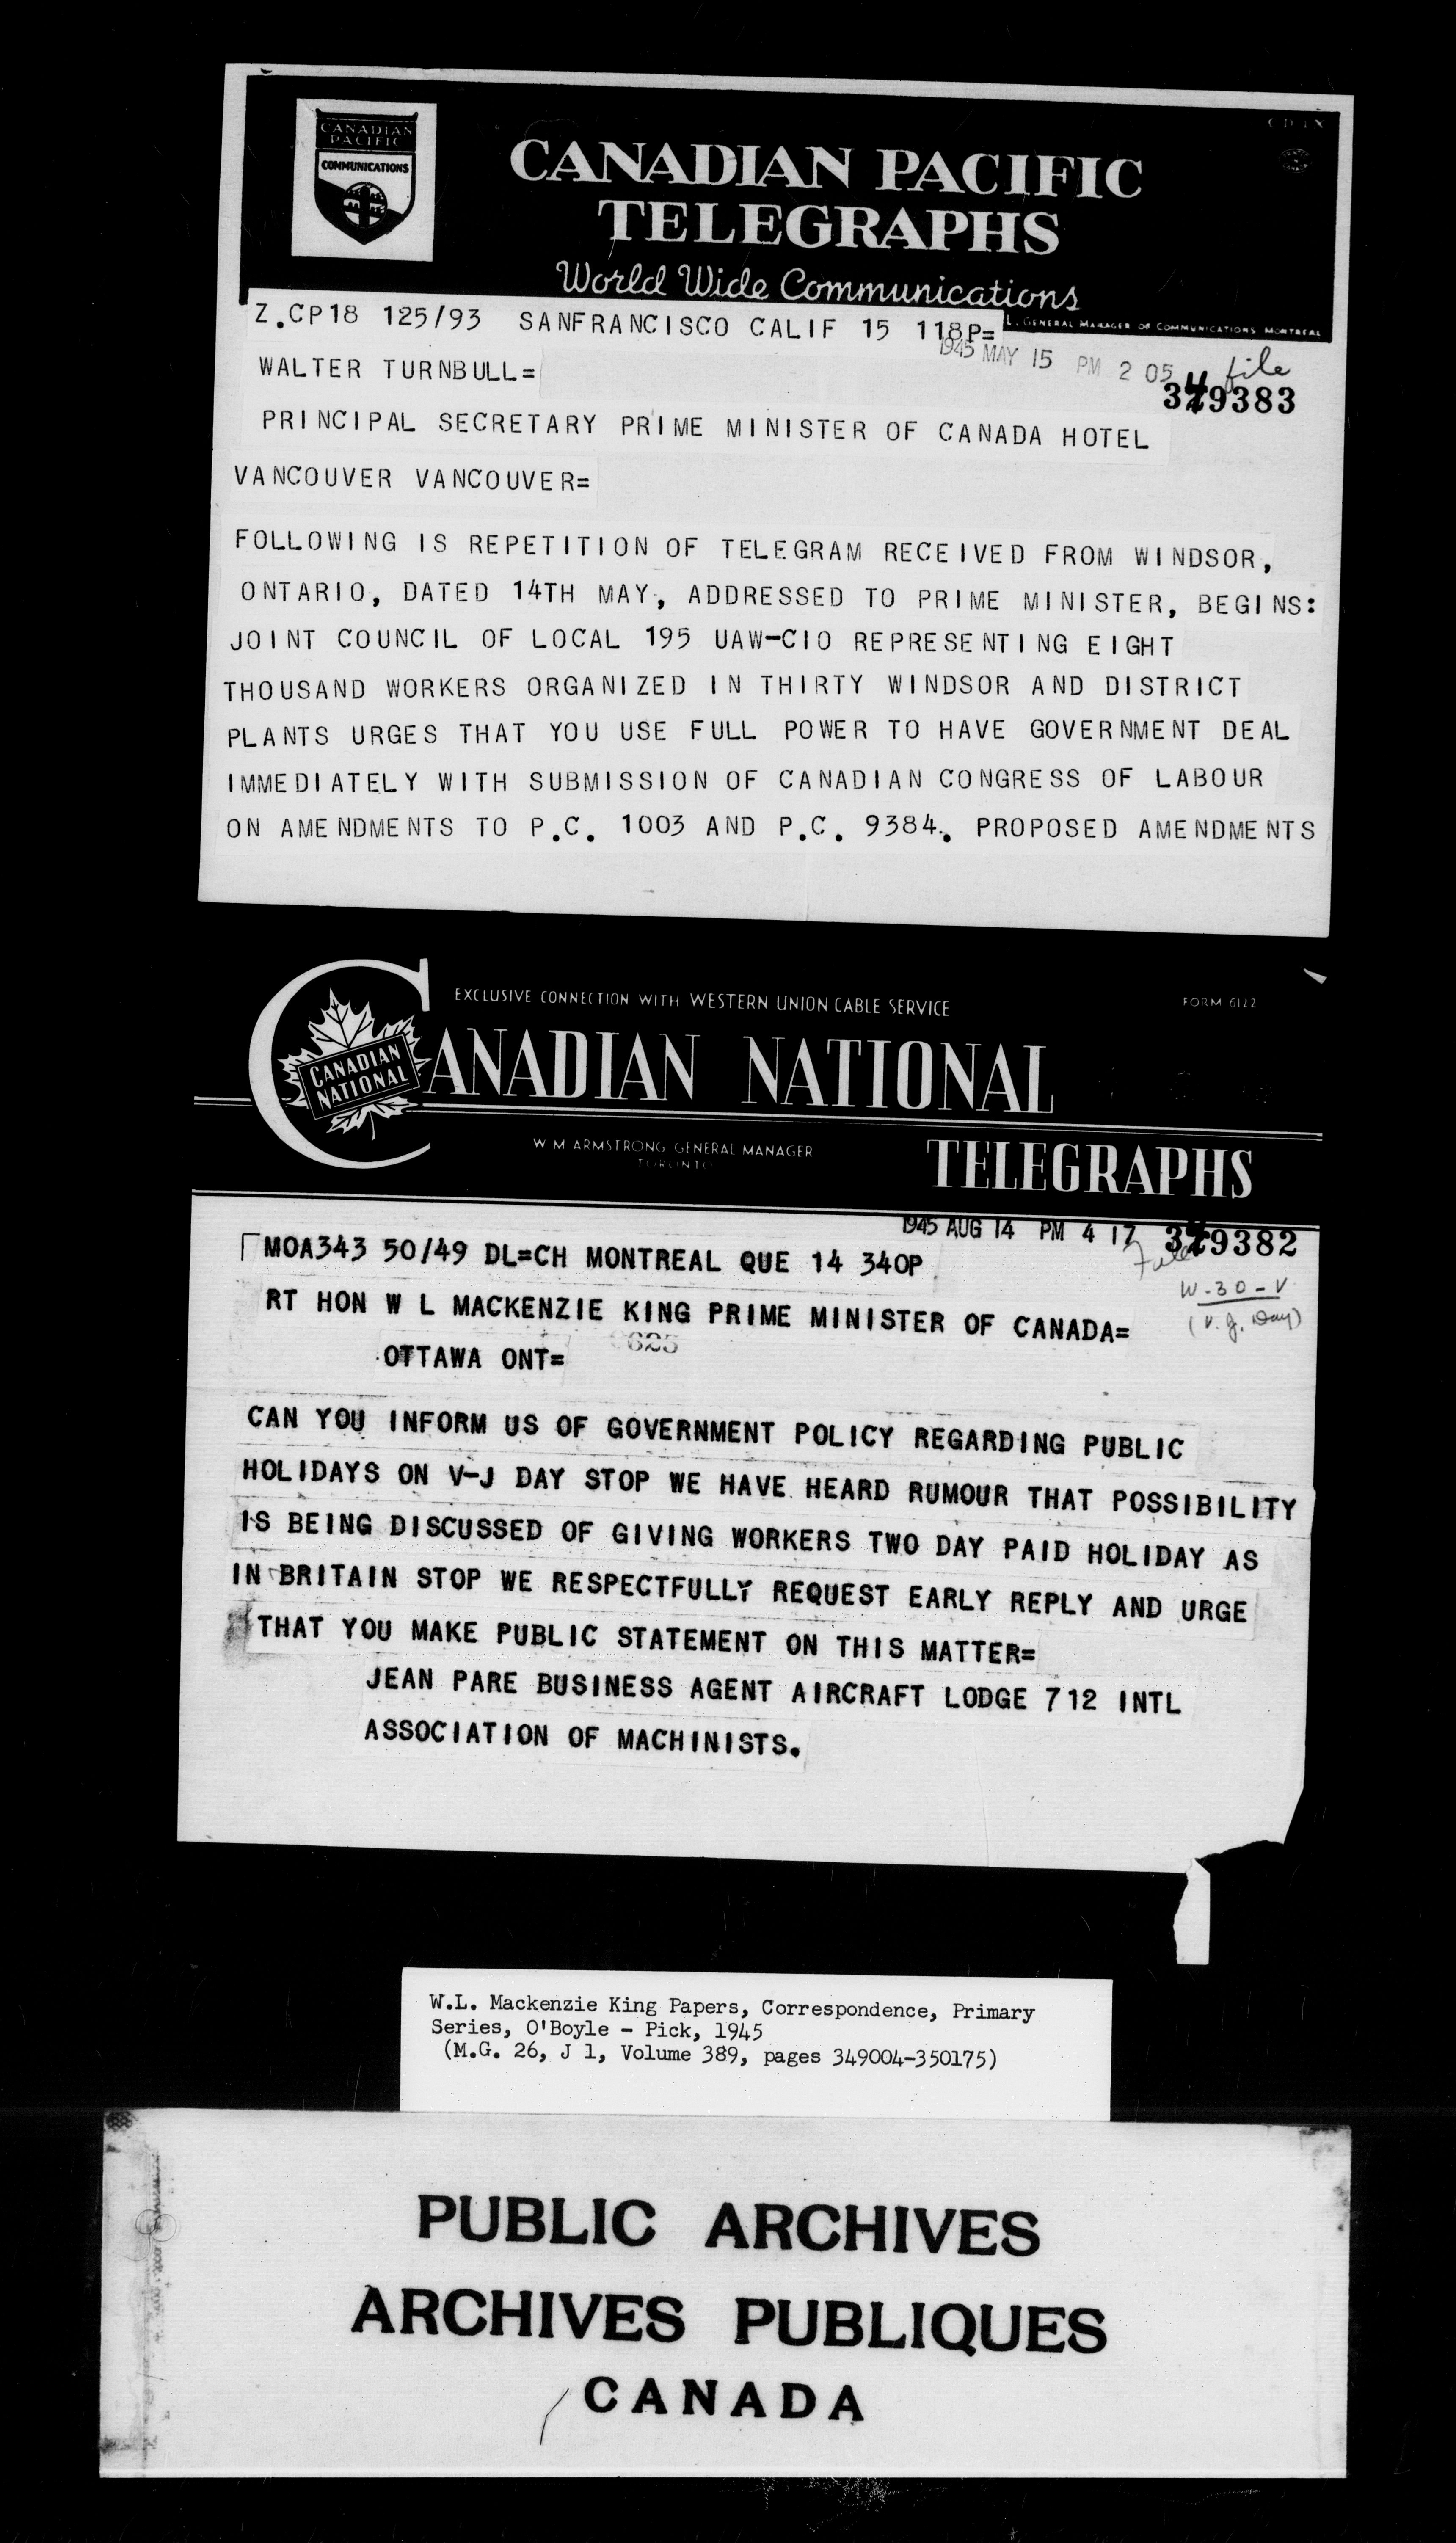 CANADIAN
PACIFIC
COMMUNICATIONS
CANADIAN PACIFIC
TELEGRAPHS
World Wide Communications
GENERAL MANAGER OF COMMUNICATIONS MONTREAL
Z.CP18 125/93 SANFRANCISCO CALIF 15 118P=
1945 MAY 15 PM 2 05
file
349383
WALTER TURNBULL=
PRINCIPAL SECRETARY PRIME MINISTER OF CANADA HOTEL
VANCOUVER VANCOUVER=
FOLLOWING IS REPETITION OF TELEGRAM RECEIVED FROM WINDSOR,
ONTARIO, DATED 14TH MAY, ADDRESSED TO PRIME MINISTER, BEGINS:
JOINT COUNCIL OF LOCAL 195 UAW-CIO REPRESENTING EIGHT
THOUSAND WORKERS ORGANIZED IN THIRTY WINDSOR AND DISTRICT
PLANTS URGES THAT YOU USE FULL POWER TO HAVE GOVERNMENT DEAL
IMMEDIATELY WITH SUBMISSION OF CANADIAN CONGRESS OF LABOUR
ON AMENDMENTS TO P.C. 1003 AND P.C. 9384. PROPOSED AMENDMENTS
EXCLUSIVE CONNECTION WITH WESTERN UNION CABLE SERVICE
FORM 6122
CANADIAN NATIONAL
CANADIAN
NATIONAL
W M ARMSTRONG GENERAL MANAGER
TORONTO
TELEGRAPHS
1945 AUG 14 PM 4 17
349382
File
W-30-V
(V.J. Day)
MOA343 50/49 DL=CH MONTREAL QUE 14 340P
RT HON W L MACKENZIE KING PRIME MINISTER OF CANADA=
OTTAWA ONT=
625
CAN YOU INFORM US OF GOVERNMENT POLICY REGARDING PUBLIC
HOLIDAYS ON V-J DAY STOP WE HAVE HEARD RUMOUR THAT POSSIBILITY
IS BEING DISCUSSED OF GIVING WORKERS TWO DAY PAID HOLIDAY AS
IN BRITAIN STOP WE RESPECTFULLY REQUEST EARLY REPLY AND URGE
THAT YOU MAKE PUBLIC STATEMENT ON THIS MATTER=
JEAN PARE BUSINESS AGENT AIRCRAFT LODGE 712 INTL
ASSOCIATION OF MACHINISTS.
W.L. Mackenzie King Papers, Correspondence, Primary
Series, O'Boyle - Pick, 1945
(M.G. 26, J 1, Volume 389, pages 349004-350175)
PUBLIC ARCHIVES
ARCHIVES PUBLIQUES
CANADA